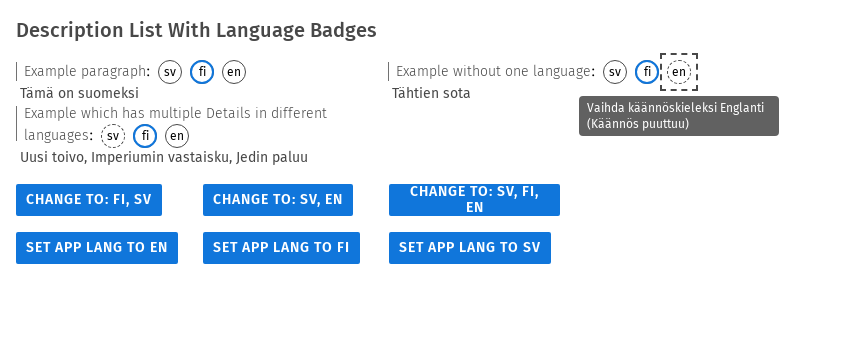 Description List With Language Badges
Example paragraph: sv fi en
Tämä on suomeksi
Example without one language: sv fi en
Tähtien sota
Vaihda käännöskieleksi Englanti
(Käännös puuttuu)
Example which has multiple Details in different
languages: sv fi en
Uusi toivo, Imperiumin vastaisku, Jedin paluu
CHANGE TO: FI, SV
CHANGE TO: SV, EN
CHANGE TO: SV, FI,
EN
SET APP LANG TO EN
SET APP LANG TO FI
SET APP LANG TO SV